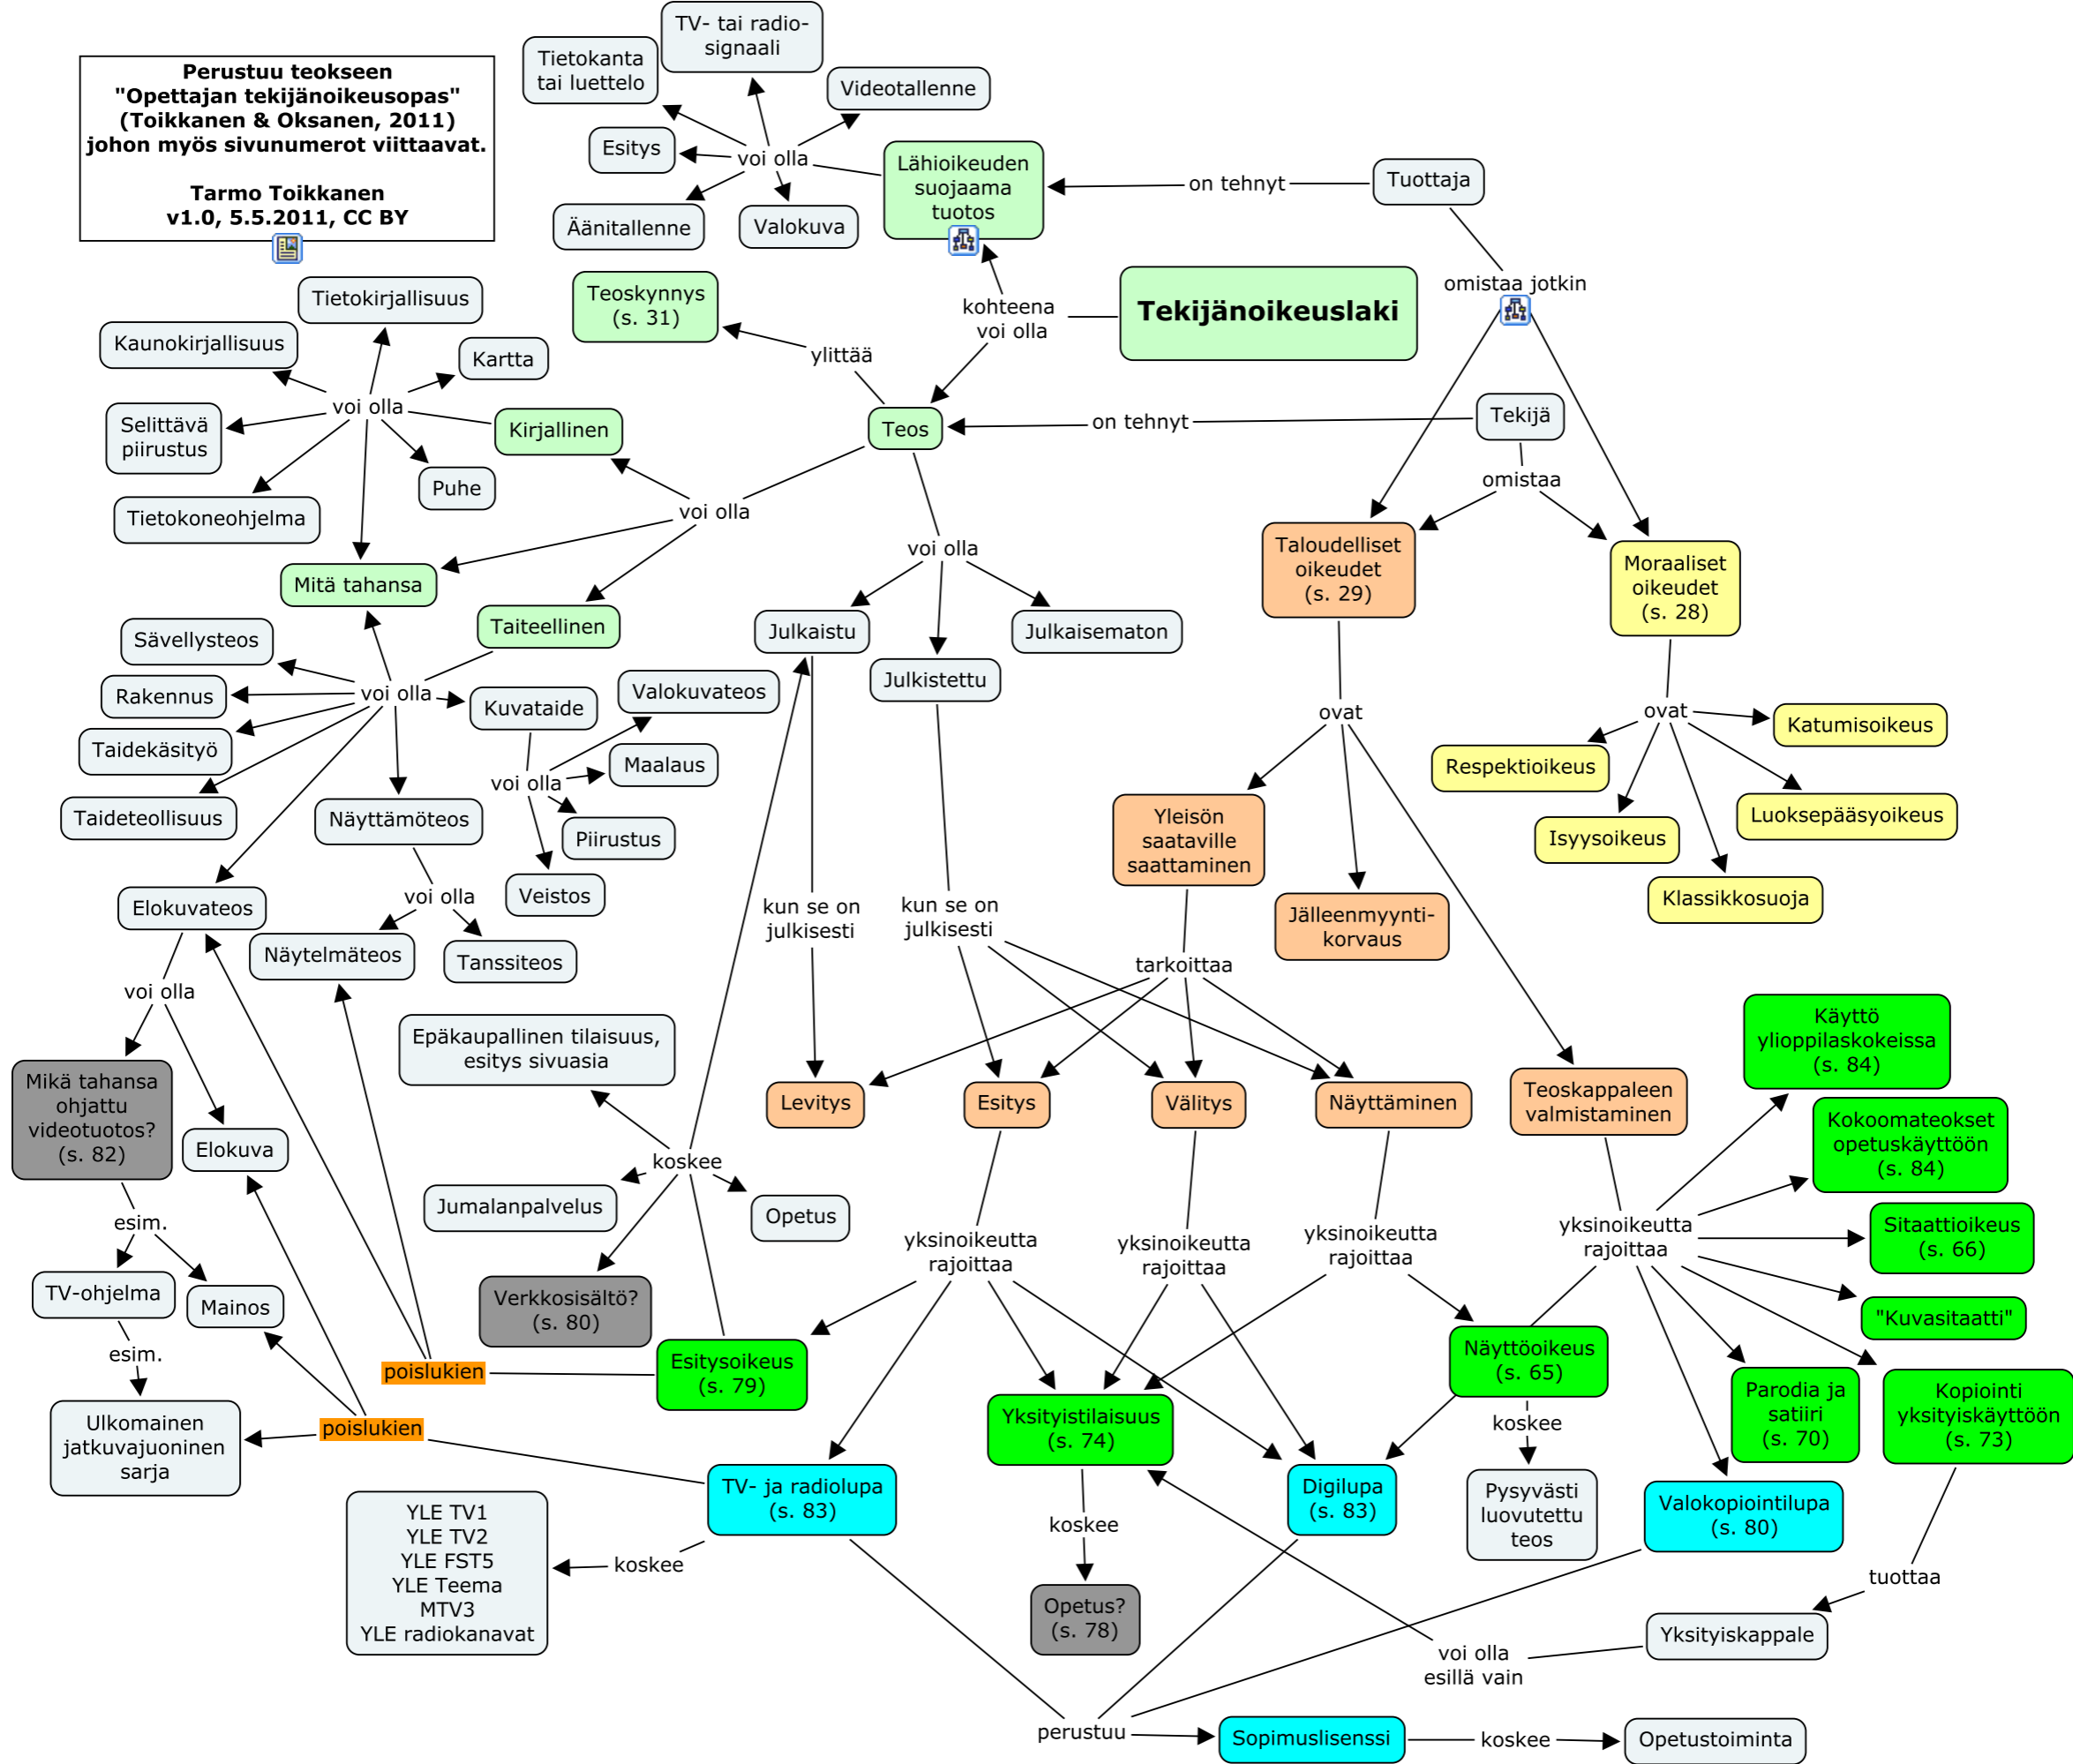 Perustuu teokseen
"Opettajan tekijänoikeusopas"
(Toikkanen & Oksanen, 2011)
johon myös sivunumerot viittaavat.
Tarmo Toikkanen
v1.0, 5.5.2011, CC BY
TV- tai radio-
signaali
Tietokanta
tai luettelo
Videotallenne
Esitys
voi olla
Äänitallenne
Valokuva
Lähioikeuden
suojaama
tuotos
on tehnyt
Tuottaja
omistaa jotkin
kohteena
voi olla
Tekijänoikeuslaki
Teoskynnys
(s. 31)
ylittää
Teos
on tehnyt
Tekijä
omistaa
Tietokirjallisuus
Kaunokirjallisuus
Kartta
voi olla
Selittävä
piirustus
Kirjallinen
Puhe
Tietokoneohjelma
voi olla
Mitä tahansa
Taiteellinen
voi olla
Julkaistu
Julkaisematon
Julkistettu
Taloudelliset
oikeudet
(s. 29)
Moraaliset
oikeudet
(s. 28)
Sävellysteos
Rakennus
voi olla
Kuvataide
Valokuvateos
Taidekäsityö
Maalaus
voi olla
Taideteollisuus
Näyttämöteos
Piirustus
Veistos
ovat
ovat
Katumisoikeus
Respektioikeus
Luoksepääsyoikeus
Isyysoikeus
Klassikkosuoja
Yleisön
saataville
saattaminen
Jälleenmyynti-
korvaus
Elokuvateos
voi olla
Näytelmäteos
Tanssiteos
kun se on
julkisesti
kun se on
julkisesti
tarkoittaa
voi olla
Epäkaupallinen tilaisuus,
esitys sivuasia
Mikä tahansa
ohjattu
videotuotos?
(s. 82)
Elokuva
Levitys
Esitys
Välitys
Näyttäminen
Teoskappaleen
valmistaminen
Käyttö
ylioppilaskokeissa
(s. 84)
Kokoomateokset
opetuskäyttöön
(s. 84)
koskee
Jumalanpalvelus
Opetus
esim.
TV-ohjelma
Mainos
Verkkosisältö?
(s. 80)
yksinoikeutta
rajoittaa
yksinoikeutta
rajoittaa
yksinoikeutta
rajoittaa
yksinoikeutta
rajoittaa
Sitaattioikeus
(s. 66)
"Kuvasitaatti"
esim.
poislukien
Esitysoikeus
(s. 79)
Näyttöoikeus
(s. 65)
Parodia ja
satiiri
(s. 70)
Kopiointi
yksityiskäyttöön
(s. 73)
Ulkomainen
jatkuvajuoninen
sarja
poislukien
Yksityistilaisuus
(s. 74)
koskee
TV- ja radiolupa
(s. 83)
Digilupa
(s. 83)
Pysyvästi
luovutettu
teos
Valokopiointilupa
(s. 80)
YLE TV1
YLE TV2
YLE FST5
YLE Teema
MTV3
YLE radiokanavat
koskee
koskee
Opetus?
(s. 78)
tuottaa
Yksityiskappale
voi olla
esillä vain
perustuu
Sopimuslisenssi
koskee
Opetustoiminta